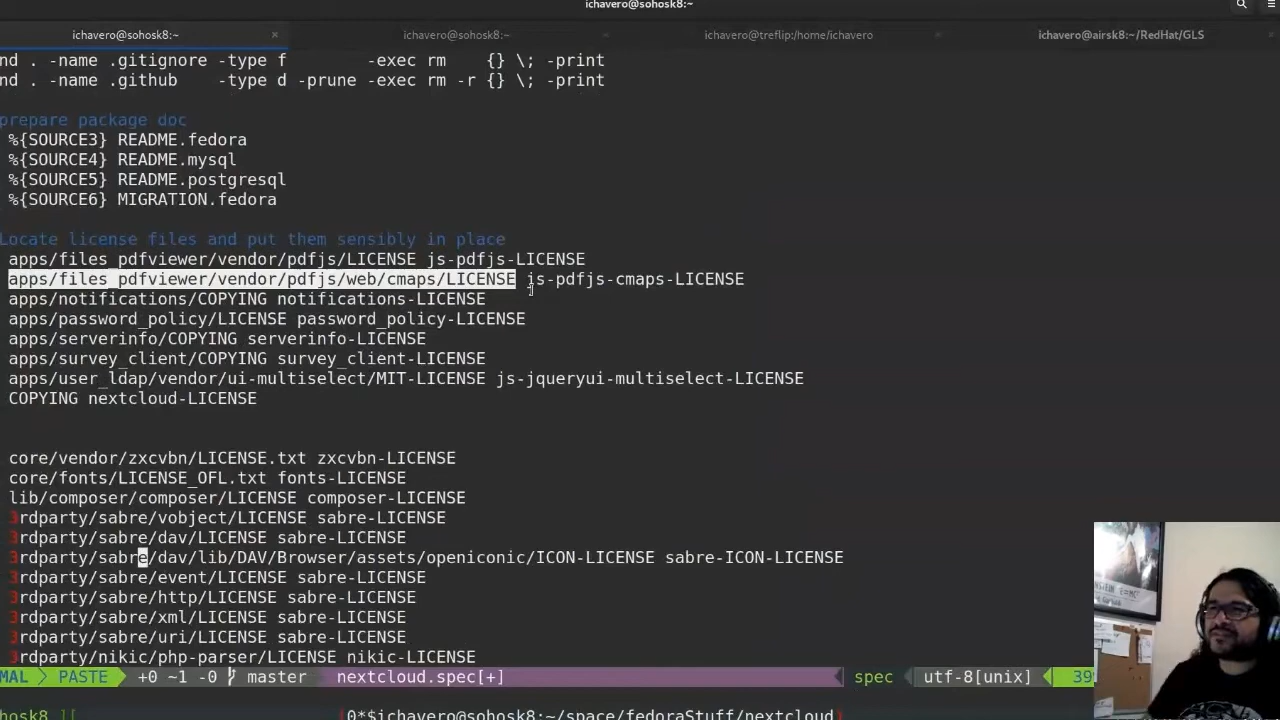 ichavero@sohosk8:~
ichavero@sohosk8:~ × ichavero@sohosk8:~ × ichavero@treflip:/home/ichavero × ichavero@airsk8:~/RedHat/GLS ×
nd . -name .gitignore -type f        -exec rm    {} \; -print
nd . -name .github    -type d -prune -exec rm -r {} \; -print
prepare package doc
%{SOURCE3} README.fedora
%{SOURCE4} README.mysql
%{SOURCE5} README.postgresql
%{SOURCE6} MIGRATION.fedora
Locate license files and put them sensibly in place
apps/files_pdfviewer/vendor/pdfjs/LICENSE js-pdfjs-LICENSE
apps/files_pdfviewer/vendor/pdfjs/web/cmaps/LICENSE js-pdfjs-cmaps-LICENSE
apps/notifications/COPYING notifications-LICENSE
apps/password_policy/LICENSE password_policy-LICENSE
apps/serverinfo/COPYING serverinfo-LICENSE
apps/survey_client/COPYING survey_client-LICENSE
apps/user_ldap/vendor/ui-multiselect/MIT-LICENSE js-jqueryui-multiselect-LICENSE
COPYING nextcloud-LICENSE
core/vendor/zxcvbn/LICENSE.txt zxcvbn-LICENSE
core/fonts/LICENSE_OFL.txt fonts-LICENSE
lib/composer/composer/LICENSE composer-LICENSE
3rdparty/sabre/vobject/LICENSE sabre-LICENSE
3rdparty/sabre/dav/LICENSE sabre-LICENSE
3rdparty/sabre/dav/lib/DAV/Browser/assets/openiconic/ICON-LICENSE sabre-ICON-LICENSE
3rdparty/sabre/event/LICENSE sabre-LICENSE
3rdparty/sabre/http/LICENSE sabre-LICENSE
3rdparty/sabre/xml/LICENSE sabre-LICENSE
3rdparty/sabre/uri/LICENSE sabre-LICENSE
3rdparty/nikic/php-parser/LICENSE nikic-LICENSE
MAL PASTE +0 ~1 -0 master nextcloud.spec[+] spec utf-8[unix] 39
hosk8 ][ 0*$ichavero@sohosk8:~/space/fedoraStuff/nextcloud